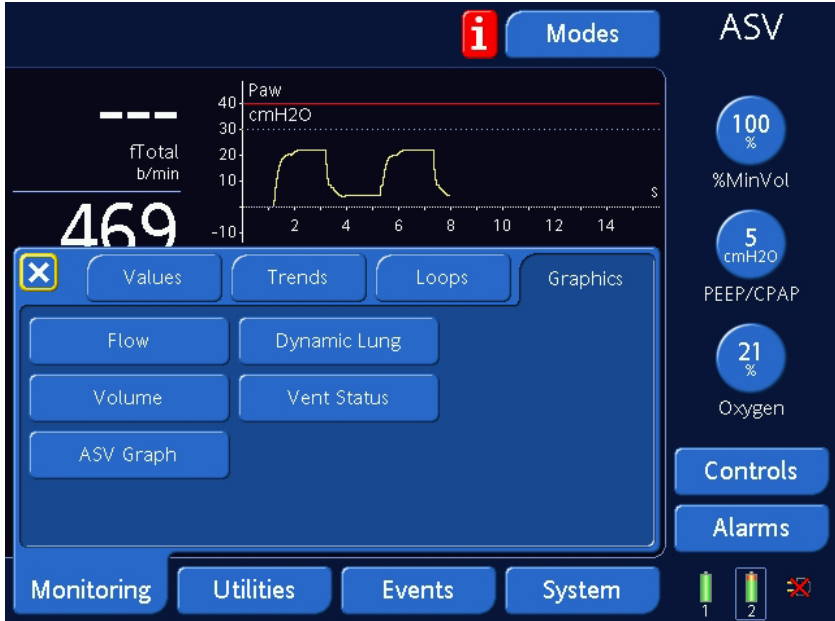 i
Modes
ASV
---
fTotal
b/min
469
Paw
cmH2O
40
30
20
10
-10
s
2 4 6 8 10 12 14
100
%
%MinVol
5
cmH2O
PEEP/CPAP
21
%
Oxygen
Values
Trends
Loops
Graphics
Flow
Dynamic Lung
Volume
Vent Status
ASV Graph
Controls
Alarms
Monitoring
Utilities
Events
System
1
2